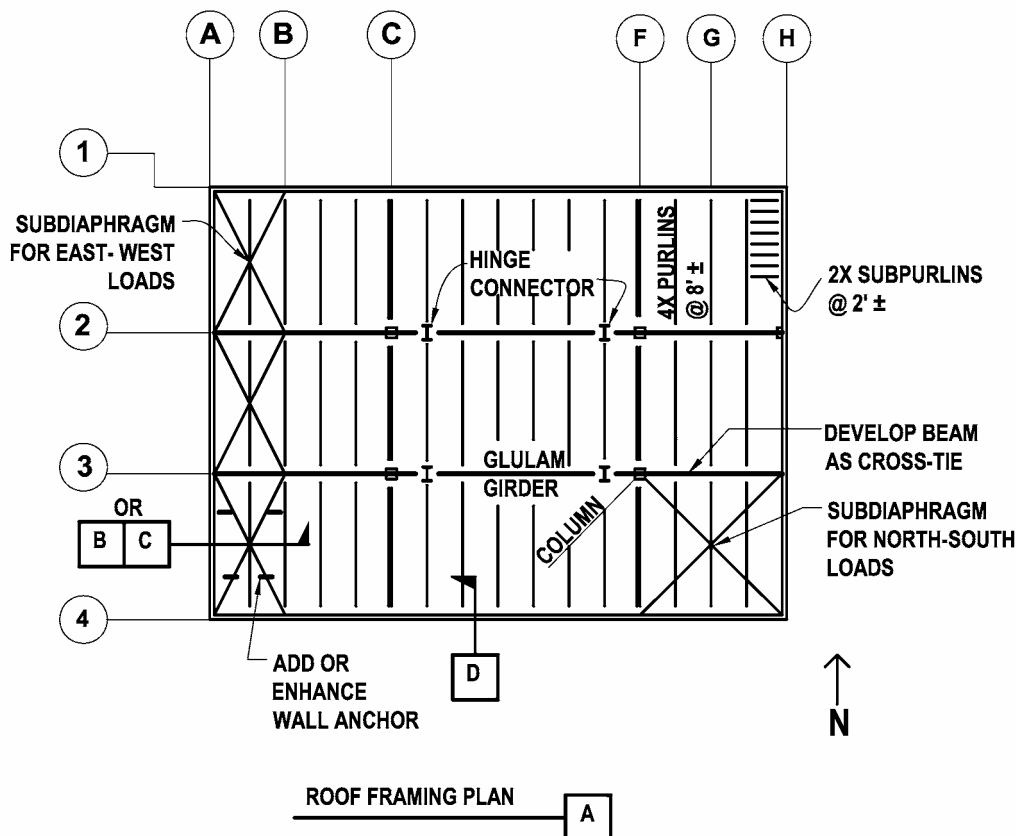 A
B
C
F
G
H
1
SUBDIAPHRAGM
FOR EAST- WEST
LOADS
HINGE
CONNECTOR
4X PURLINS
@ 8' ±
2X SUBPURLINS
@ 2' ±
2
3
GLULAM
GIRDER
DEVELOP BEAM
AS CROSS-TIE
OR
B
C
COLUMN
SUBDIAPHRAGM
FOR NORTH-SOUTH
LOADS
4
D
ADD OR
ENHANCE
WALL ANCHOR
N
ROOF FRAMING PLAN
A